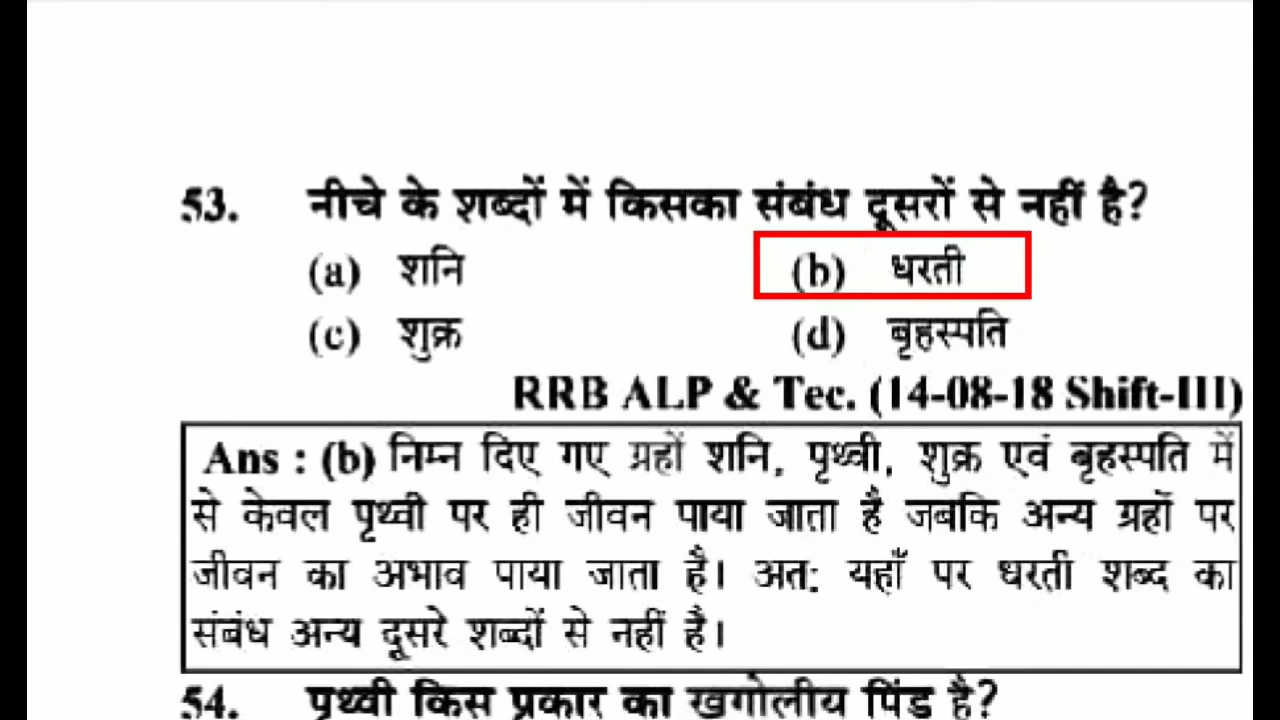 53. नीचे के शब्दों में किसका संबंध दूसरों से नहीं है?
(a) शनि (b) धरती
(c) शुक्र (d) बृहस्पति
RRB ALP & Tec. (14-08-18 Shift-III)
Ans : (b) निम्न दिए गए ग्रहों शनि, पृथ्वी, शुक्र एवं बृहस्पति में
से केवल पृथ्वी पर ही जीवन पाया जाता है जबकि अन्य ग्रहों पर
जीवन का अभाव पाया जाता है। अत: यहाँ पर धरती शब्द का
संबंध अन्य दूसरे शब्दों से नहीं है।
54. पृथ्वी किस प्रकार का खगोलीय पिंड है?